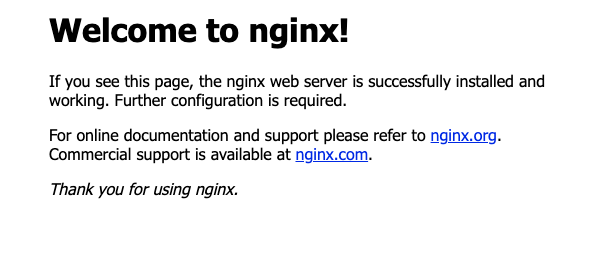 Welcome to nginx!
If you see this page, the nginx web server is successfully installed and
working. Further configuration is required.
For online documentation and support please refer to nginx.org.
Commercial support is available at nginx.com.
Thank you for using nginx.